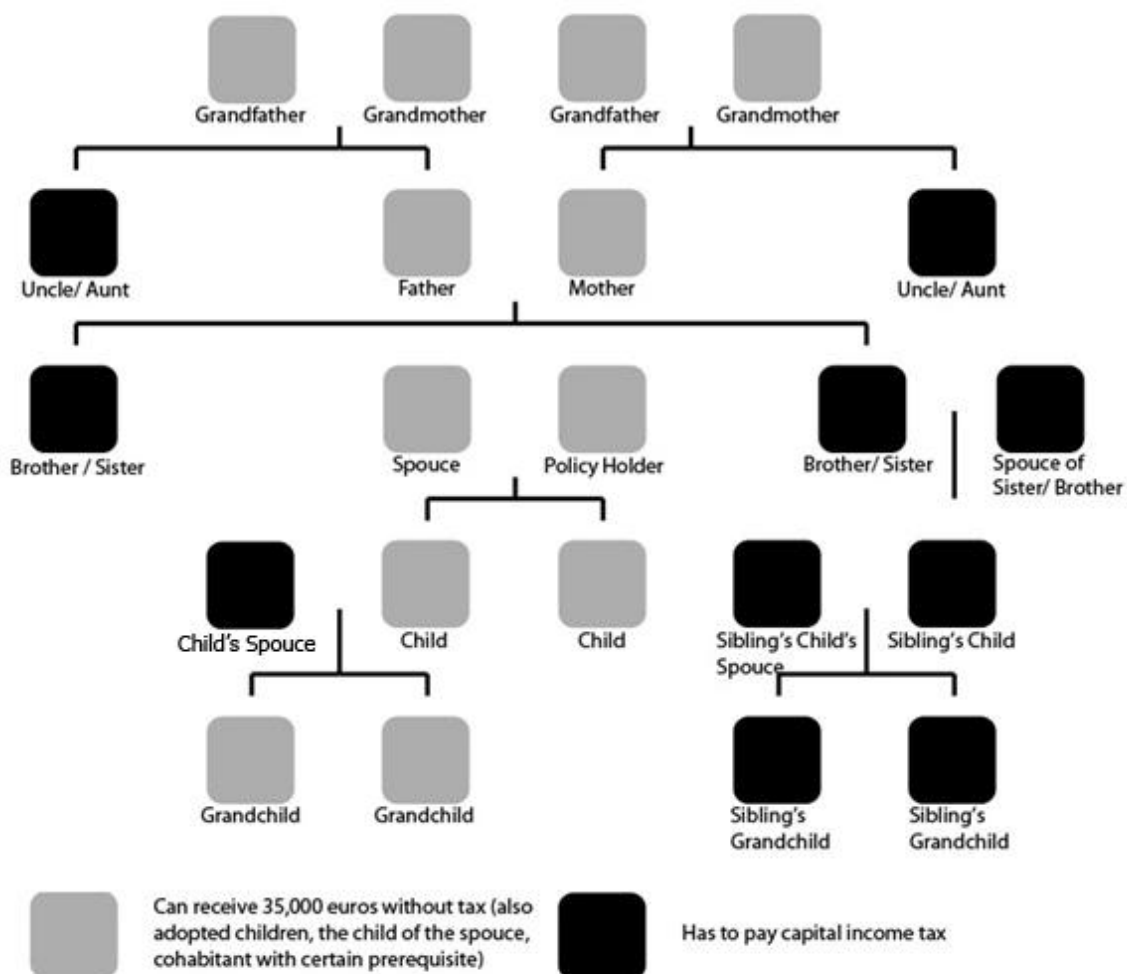 Grandfather
Grandmother
Grandfather
Grandmother
Uncle/ Aunt
Father
Mother
Uncle/ Aunt
Brother / Sister
Spouce
Policy Holder
Brother/ Sister
Spouce of
Sister/ Brother
Child's Spouce
Child
Child
Sibling's Child's
Spouce
Sibling's Child
Grandchild
Grandchild
Sibling's
Grandchild
Sibling's
Grandchild
Can receive 35,000 euros without tax (also
adopted children, the child of the spouce,
cohabitant with certain prerequisite)
Has to pay capital income tax